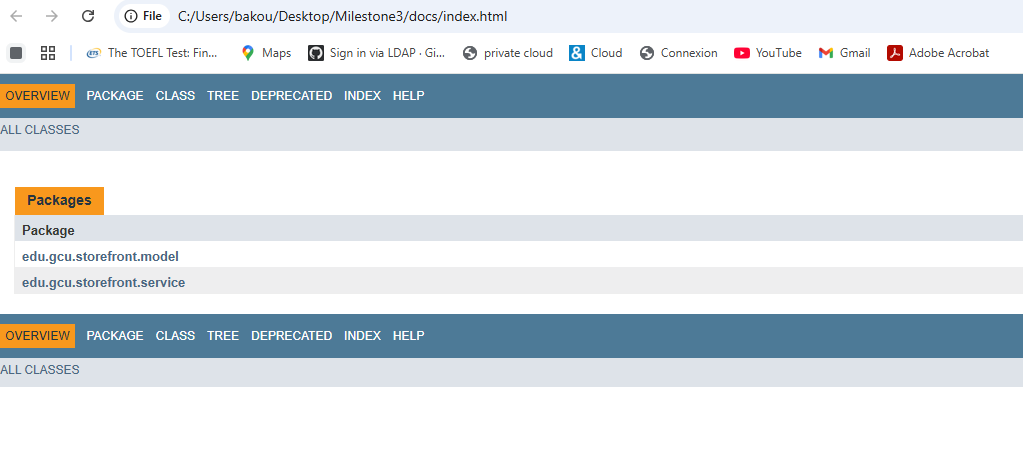 File C:/Users/bakou/Desktop/Milestone3/docs/index.html
ETS The TOEFL Test: Fin... Maps Sign in via LDAP · Gi... private cloud & Cloud Connexion YouTube Gmail Adobe Acrobat
OVERVIEW PACKAGE CLASS TREE DEPRECATED INDEX HELP
ALL CLASSES
Packages
Package
edu.gcu.storefront.model
edu.gcu.storefront.service
OVERVIEW PACKAGE CLASS TREE DEPRECATED INDEX HELP
ALL CLASSES